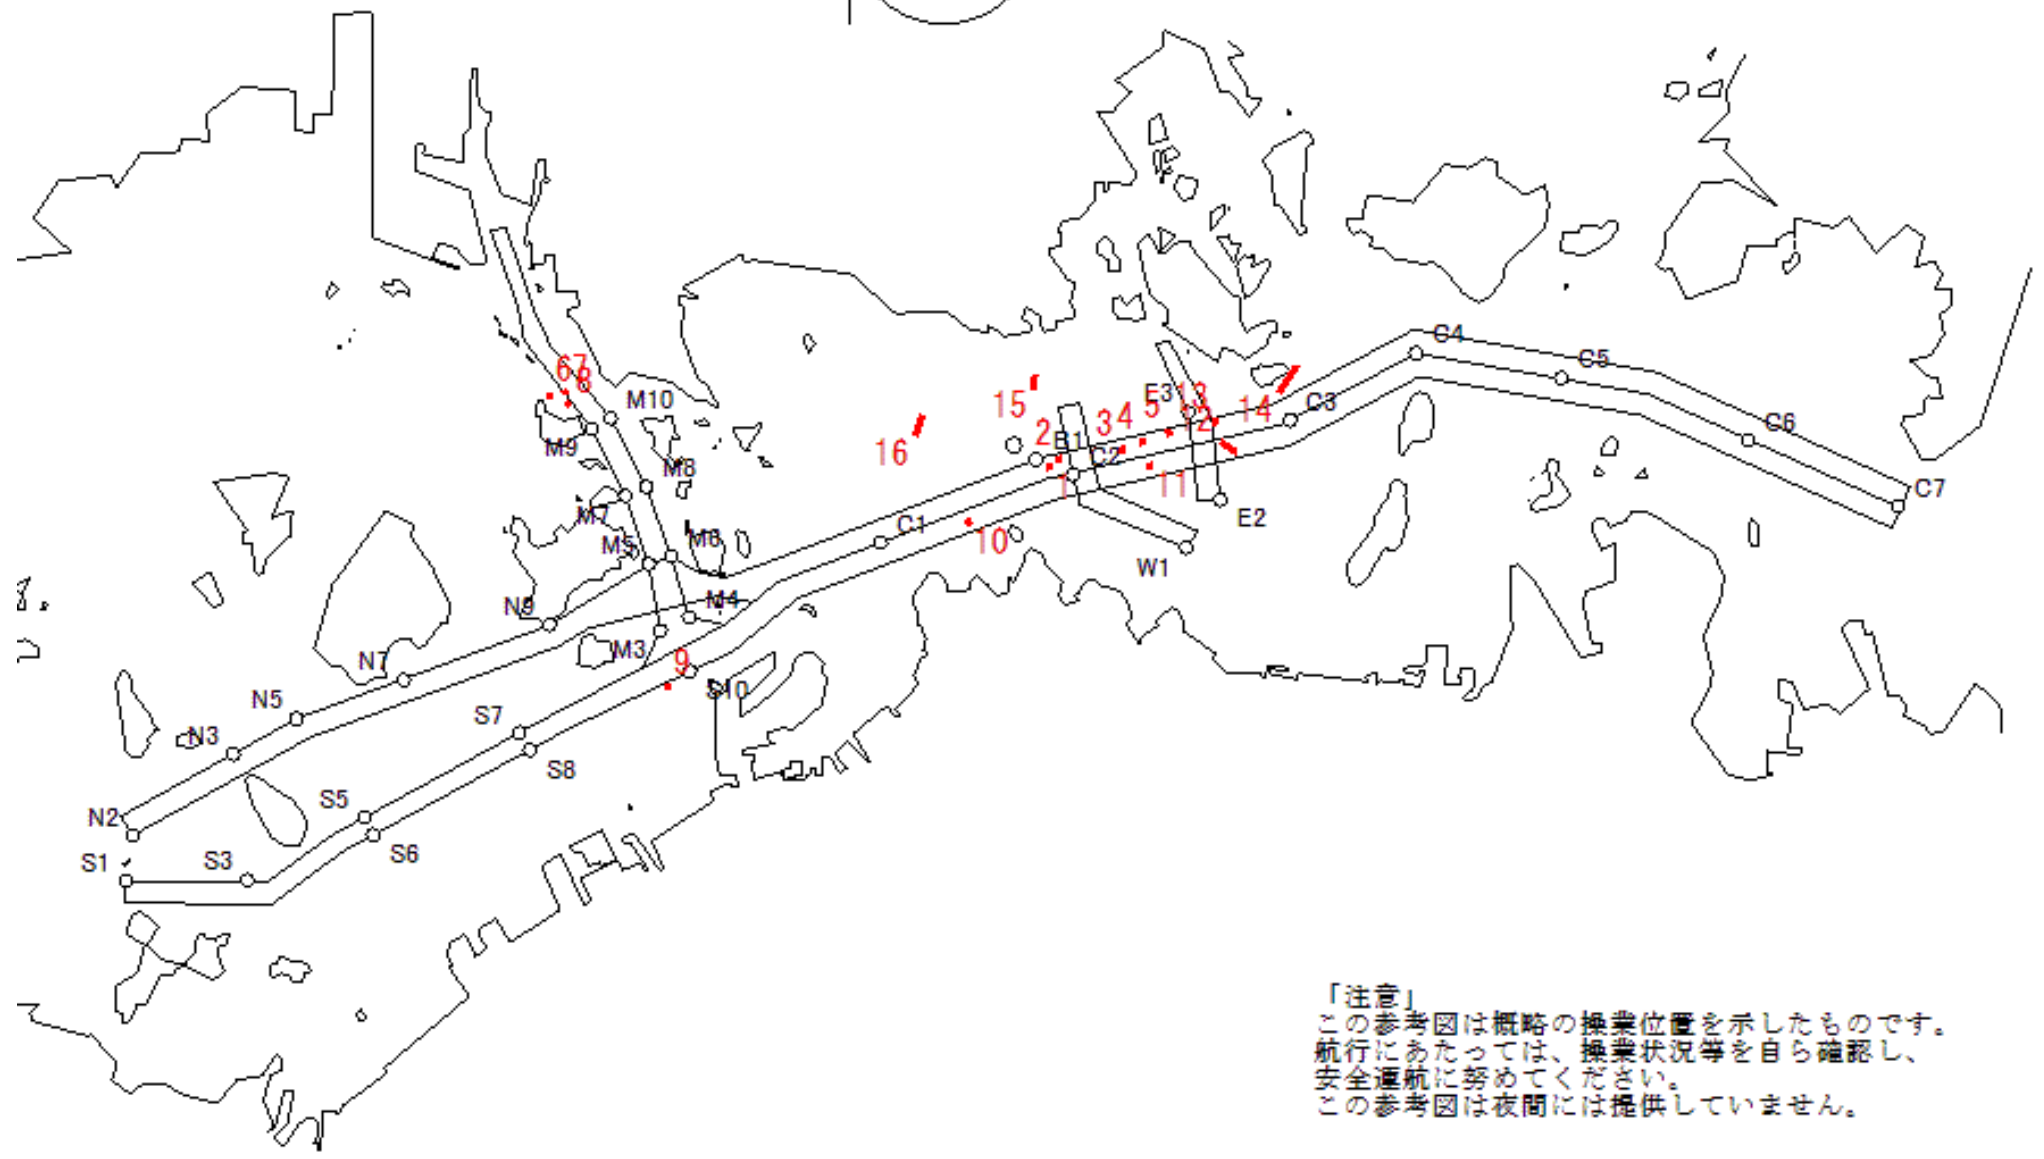 C4
C5
6 7
8
M10
15
E3
13
14
C3
16
2
B1
3
4
5
12
C6
M9
M8
C2
1
11
C7
M7
E2
C1
M5
M6
10
W1
N9
M4
M3
9
N7
S10
N5
S7
N3
S8
S5
N2
S6
S1
S3
「注意」
この参考図は概略の操業位置を示したものです。
航行にあたっては、操業状況等を自ら確認し、
安全運航に努めてください。
この参考図は夜間には提供していません。